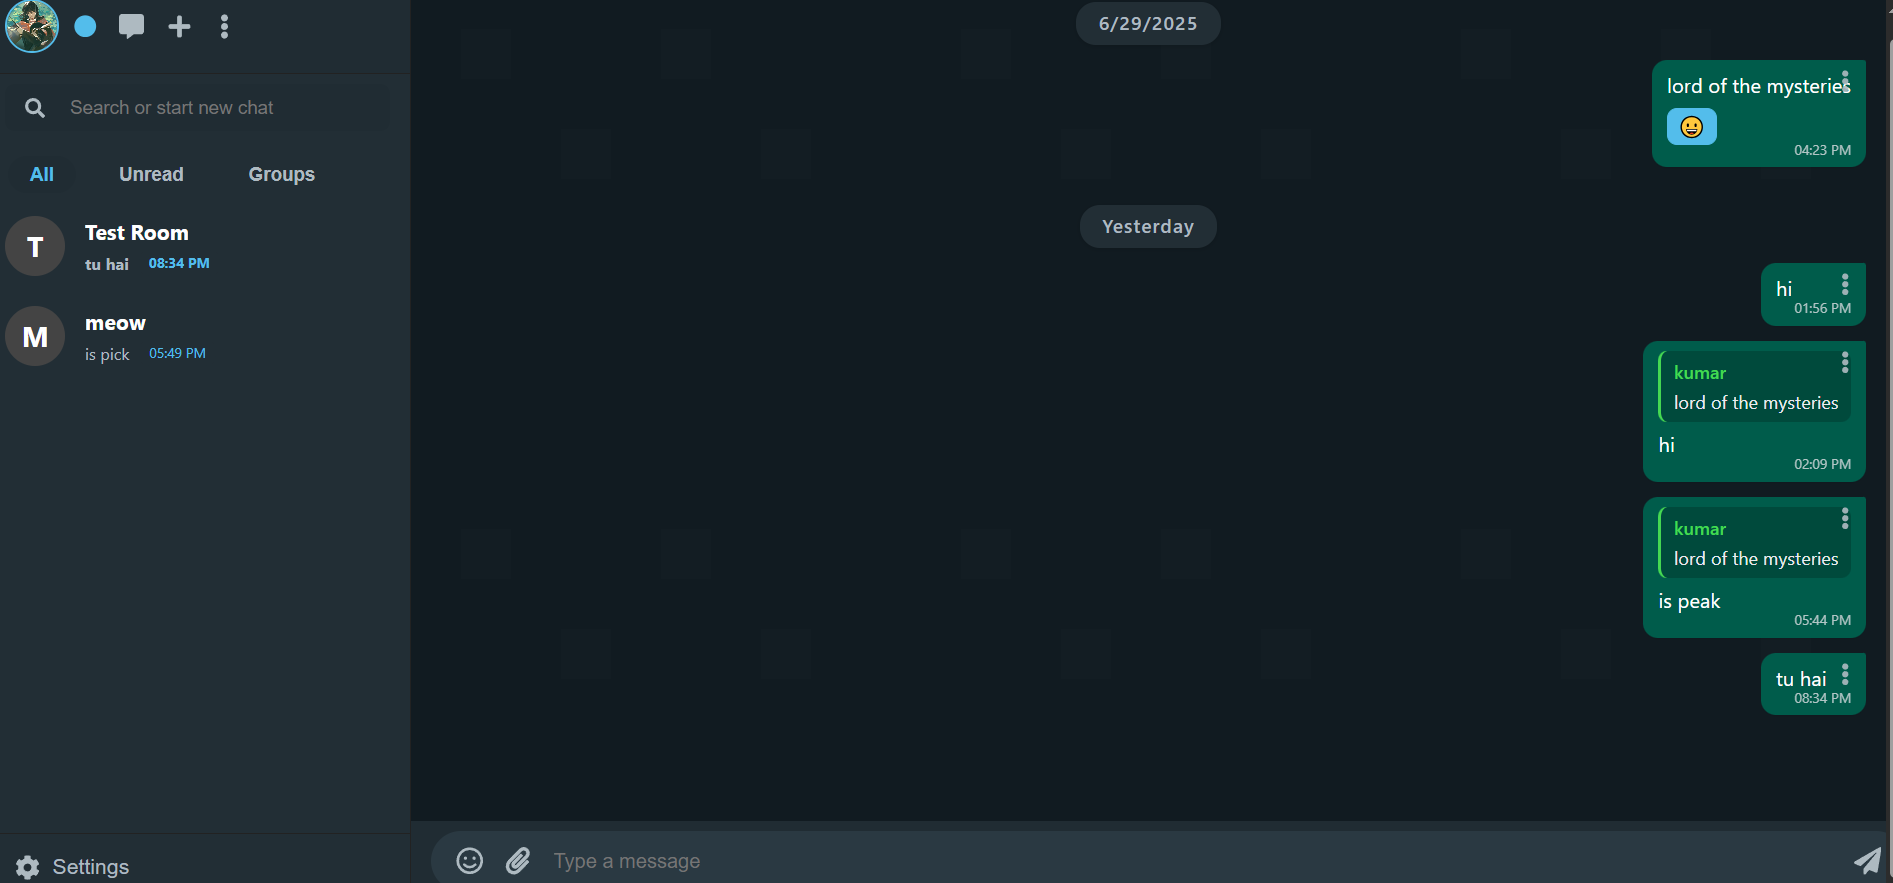 Search or start new chat
All
Unread
Groups
T
Test Room
tu hai 08:34 PM
M
meow
is pick 05:49 PM
Settings
6/29/2025
lord of the mysteries
04:23 PM
Yesterday
hi
01:56 PM
kumar
lord of the mysteries
hi
02:09 PM
kumar
lord of the mysteries
is peak
05:44 PM
tu hai
08:34 PM
Type a message